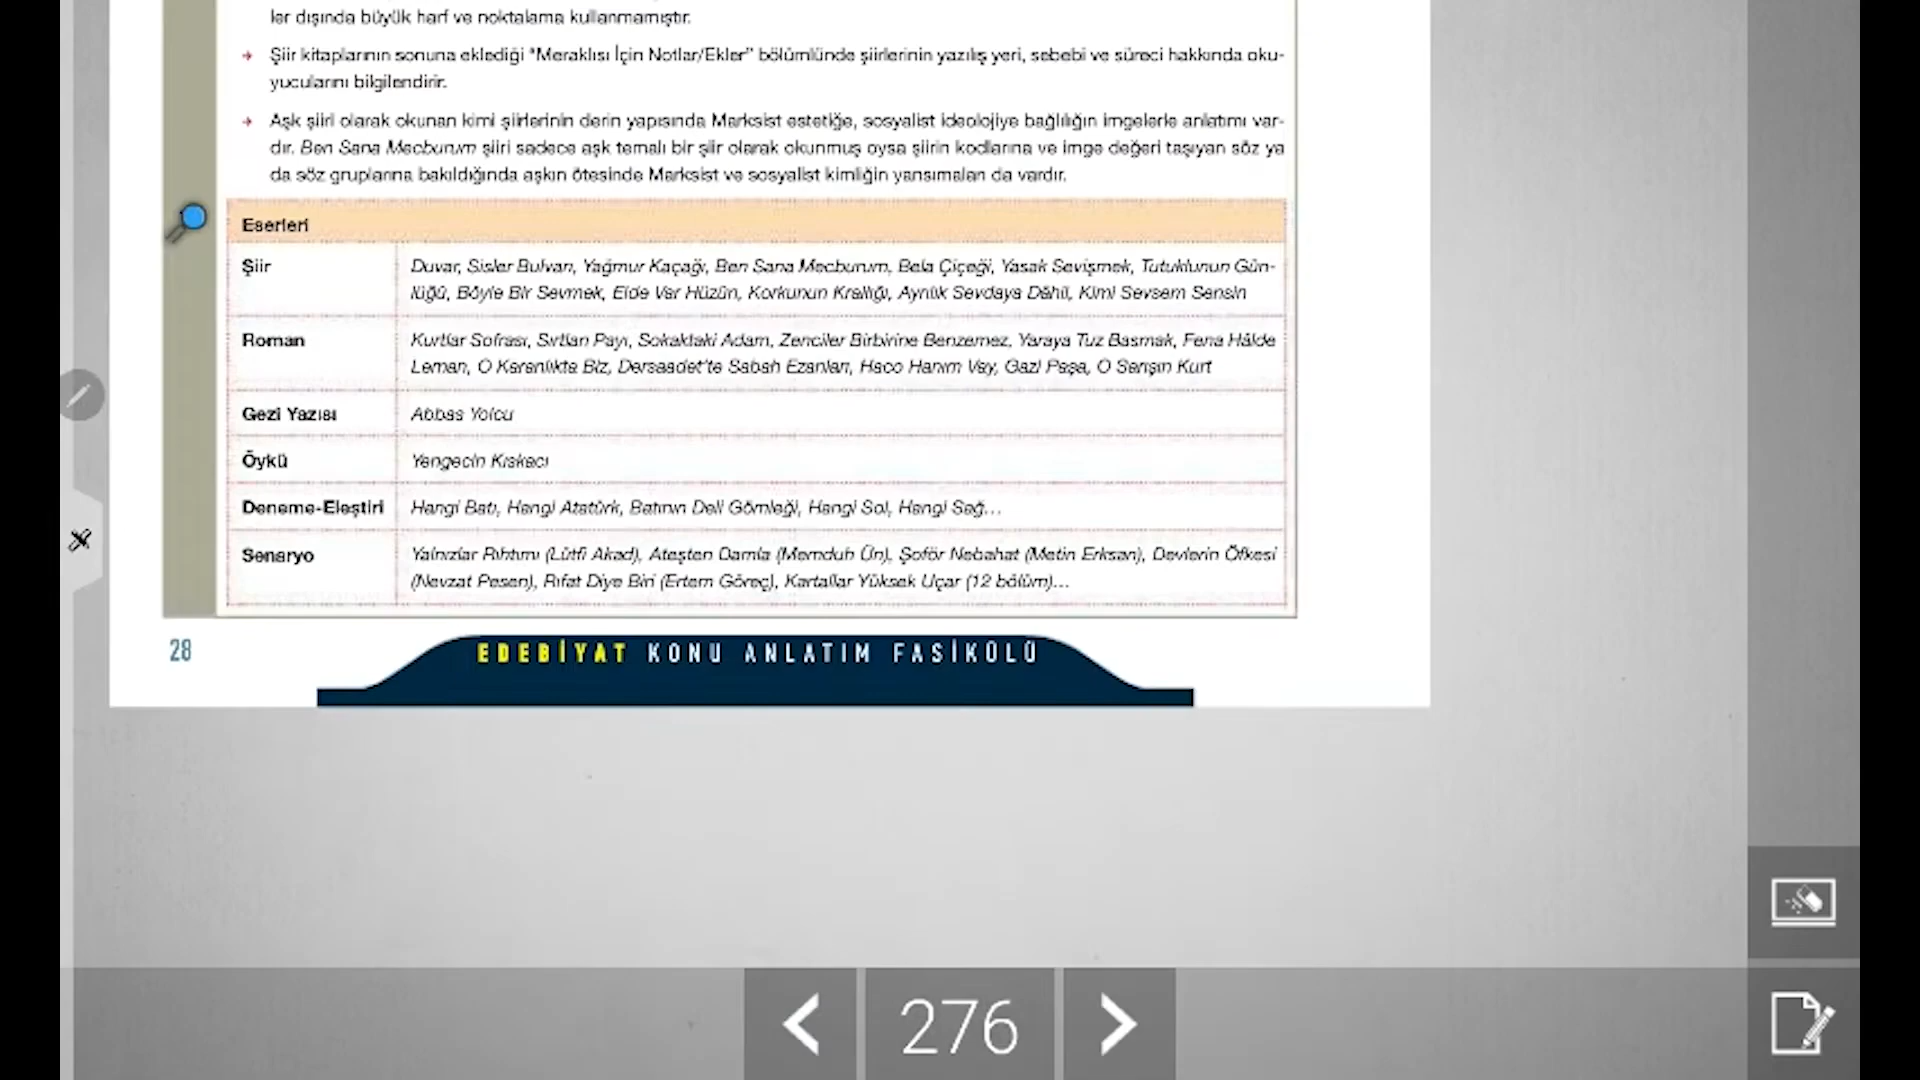 ler dışında büyük harf ve noktalama kullanmamıştır.
→ Şiir kitaplarının sonuna eklediği "Meraklısı İçin Notlar/Ekler" bölümlünde şiirlerinin yazılış yeri, sebebi ve süreci hakkında oku-
yucularını bilgilendirir.
→ Aşk şiiri olarak okunan kimi şiirlerinin derin yapısında Marksist estetiğe, sosyalist ideolojiye bağlılığın imgelerle anlatımı var-
dır. Ben Sana Mecburum şiiri sadece aşk temalı bir şiir olarak okunmuş oysa şiirin kodlarına ve imge değeri taşıyan söz ya
da söz gruplarına bakıldığında aşkın ötesinde Marksist ve sosyalist kimliğin yansımaları da vardır.
Eserleri
Şiir
Duvar, Sisler Bulvarı, Yağmur Kaçağı, Ben Sana Mecburum, Bela Çiçeği, Yasak Sevişmek, Tutuklunun Gün-
lüğü, Böyle Bir Sevmek, Elde Var Hüzün, Korkunun Krallığı, Ayrılık Sevdaya Dâhil, Kimi Sevsem Sensin
Roman
Kurtlar Sofrası, Sırtlan Payı, Sokaktaki Adam, Zenciler Birbirine Benzemez, Yaraya Tuz Basmak, Fena Hâlde
Leman, O Karanlıkta Biz, Dersaadet'te Sabah Ezanları, Haco Hanım Vay, Gazi Paşa, O Sarışın Kurt
Gezi Yazısı
Abbas Yolcu
Öykü
Yengecin Kıskacı
Deneme-Eleştiri
Hangi Batı, Hangi Atatürk, Batının Deli Gömleği, Hangi Sol, Hangi Sağ...
Senaryo
Yalnızlar Rıhtımı (Lütfi Akad), Ateşten Damla (Memduh Ün), Şoför Nebahat (Metin Erksan), Devlerin Öfkesi
(Nevzat Pesen), Rıfat Diye Biri (Ertem Göreç), Kartallar Yüksek Uçar (12 bölüm)...
28
EDEBİYAT KONU ANLATIM FASİKÜLÜ
276